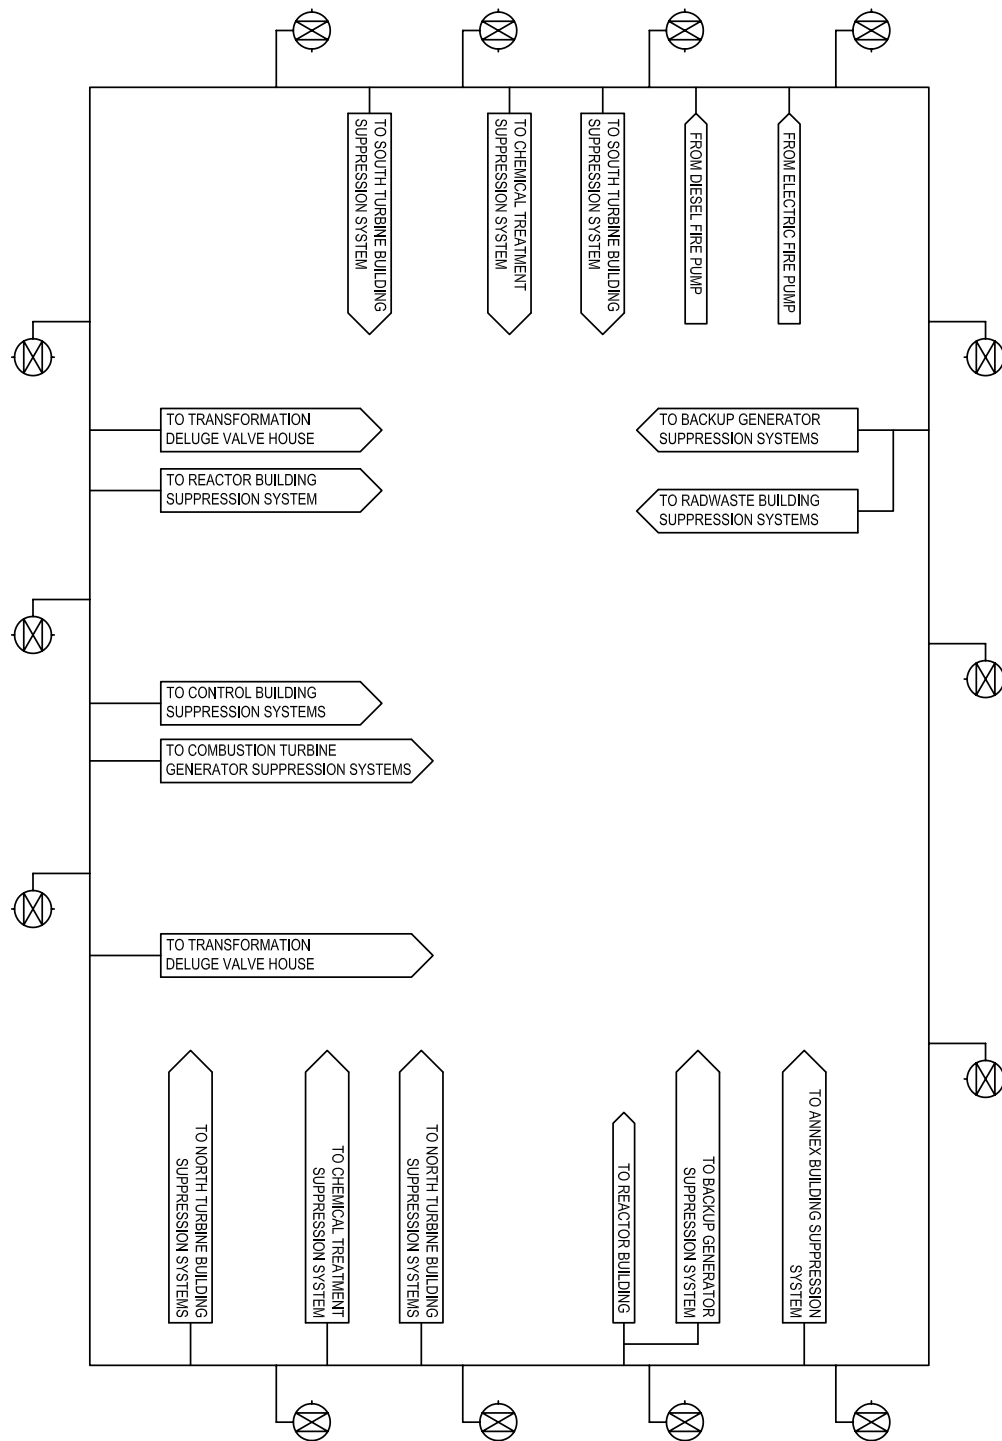 TO SOUTH TURBINE BUILDING
SUPPRESSION SYSTEM
TO CHEMICAL TREATMENT
SUPPRESSION SYSTEM
TO SOUTH TURBINE BUILDING
SUPPRESSION SYSTEM
FROM DIESEL FIRE PUMP
FROM ELECTRIC FIRE PUMP
TO TRANSFORMATION
DELUGE VALVE HOUSE
TO BACKUP GENERATOR
SUPPRESSION SYSTEMS
TO REACTOR BUILDING
SUPPRESSION SYSTEM
TO RADWASTE BUILDING
SUPPRESSION SYSTEMS
TO CONTROL BUILDING
SUPPRESSION SYSTEMS
TO COMBUSTION TURBINE
GENERATOR SUPPRESSION SYSTEMS
TO TRANSFORMATION
DELUGE VALVE HOUSE
TO NORTH TURBINE BUILDING
SUPPRESSION SYSTEMS
TO CHEMICAL TREATMENT
SUPPRESSION SYSTEM
TO NORTH TURBINE BUILDING
SUPPRESSION SYSTEMS
TO REACTOR BUILDING
TO BACKUP GENERATOR
SUPPRESSION SYSTEM
TO ANNEX BUILDING SUPPRESSION
SYSTEM